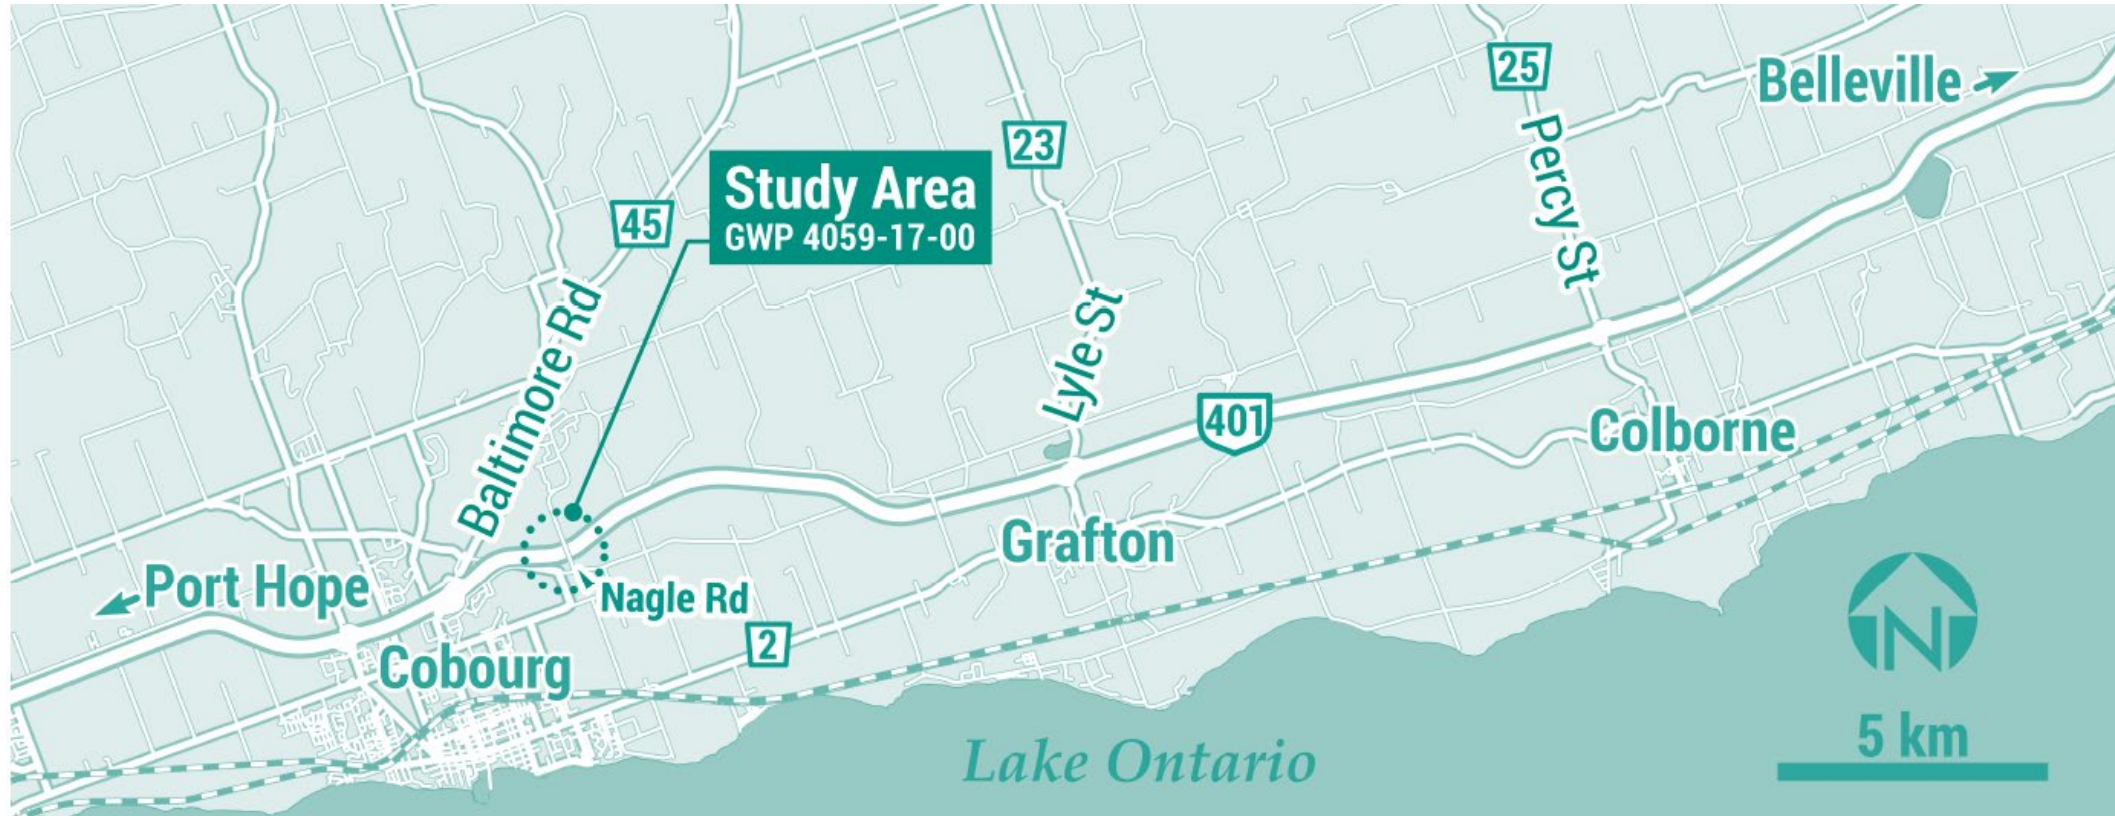 25
Belleville
23
Percy St
Study Area
GWP 4059-17-00
45
Baltimore Rd
Lyle St
401
Colborne
Grafton
Port Hope
Nagle Rd
2
Cobourg
N
5 km
Lake Ontario